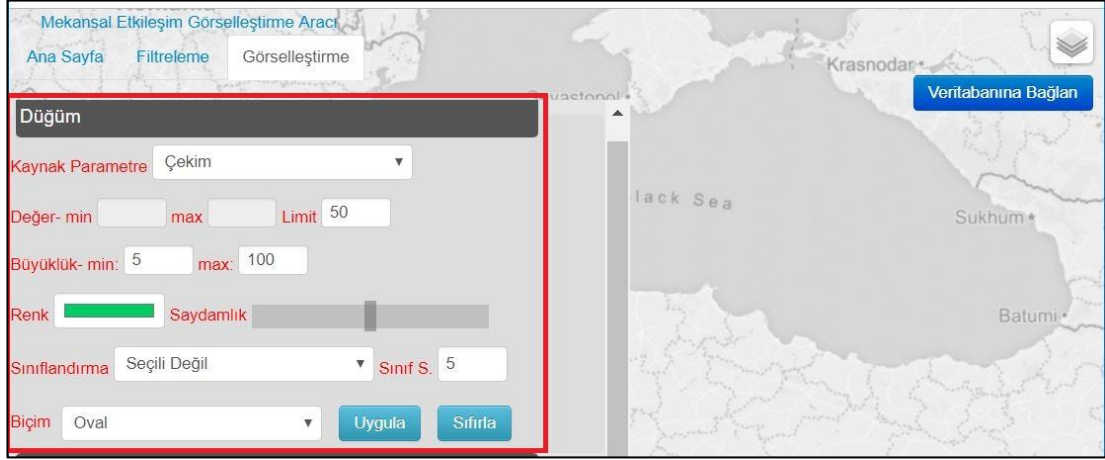 Mekansal Etkileşim Görselleştirme Aracı
Ana Sayfa Filtreleme Görselleştirme
Krasnodar
Veritabanına Bağlan
Düğüm
Kaynak Parametre Çekim
Değer- min max Limit 50
lack Sea
Sukhum
Büyüklük- min: 5 max: 100
Renk Saydamlık
Batumi
Sınıflandırma Seçili Değil Sınıf S. 5
Biçim Oval Uygula Sıfırla